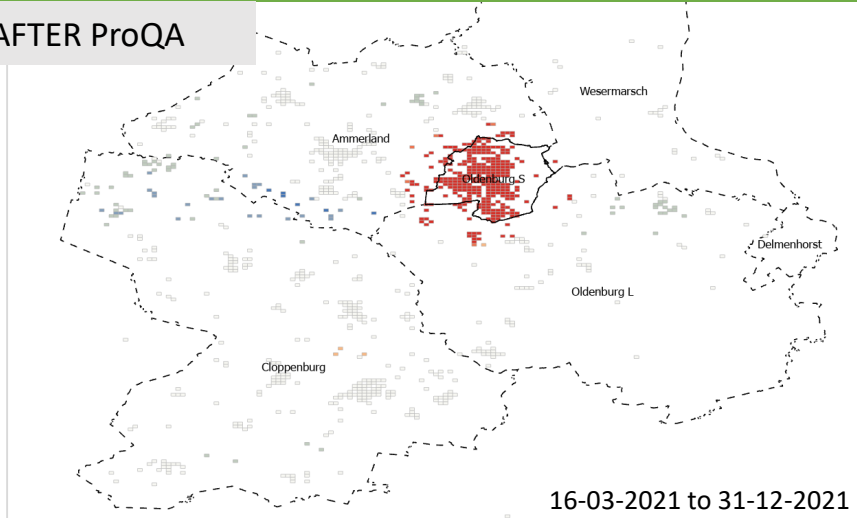 AFTER ProQA
Wesermarsch
Ammerland
Oldenburg S
Delmenhorst
Oldenburg L
Cloppenburg
16-03-2021 to 31-12-2021